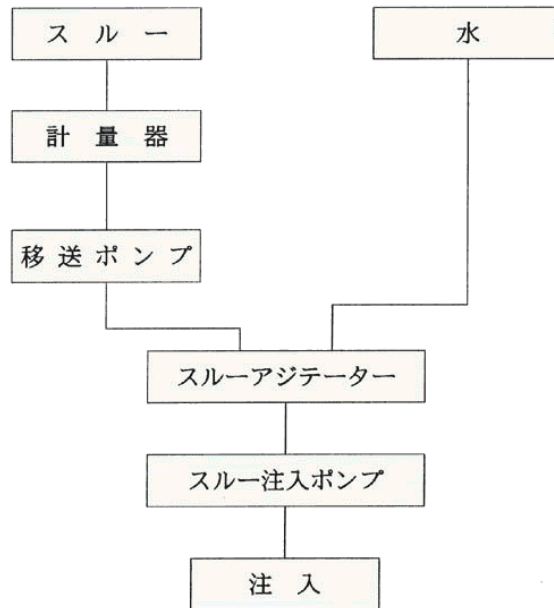 スルー
水
計量器
移送ポンプ
スルーアジテーター
スルー注入ポンプ
注入